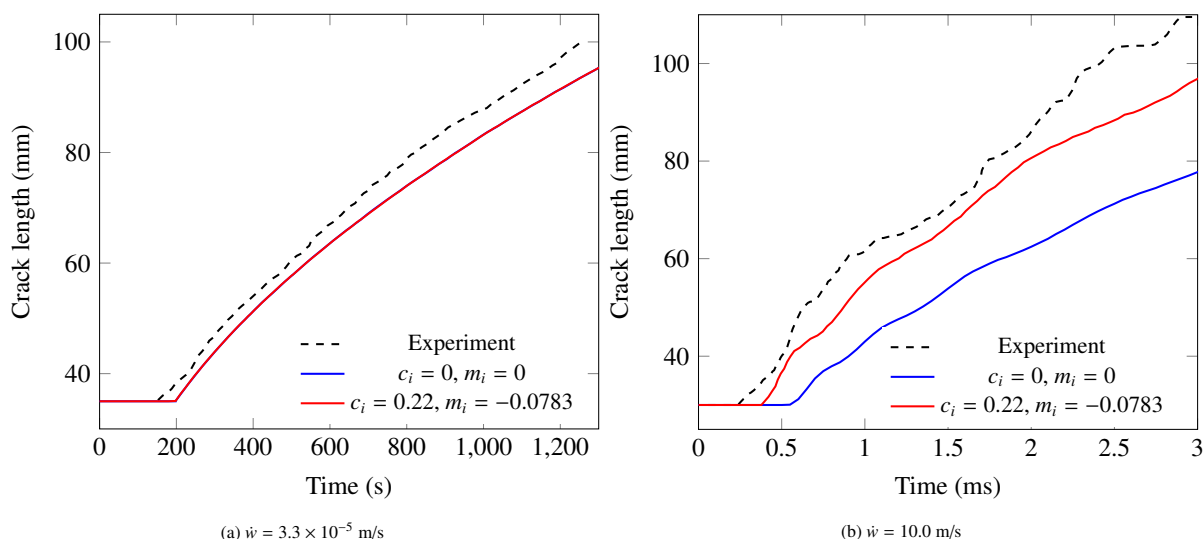 100
80
60
40
Crack length (mm)
Experiment
c_i = 0, m_i = 0
c_i = 0.22, m_i = −0.0783
0 200 400 600 800 1,000 1,200
Time (s)
(a) ẇ = 3.3 × 10⁻⁵ m/s
100
80
60
40
Crack length (mm)
Experiment
c_i = 0, m_i = 0
c_i = 0.22, m_i = −0.0783
0 0.5 1 1.5 2 2.5 3
Time (ms)
(b) ẇ = 10.0 m/s